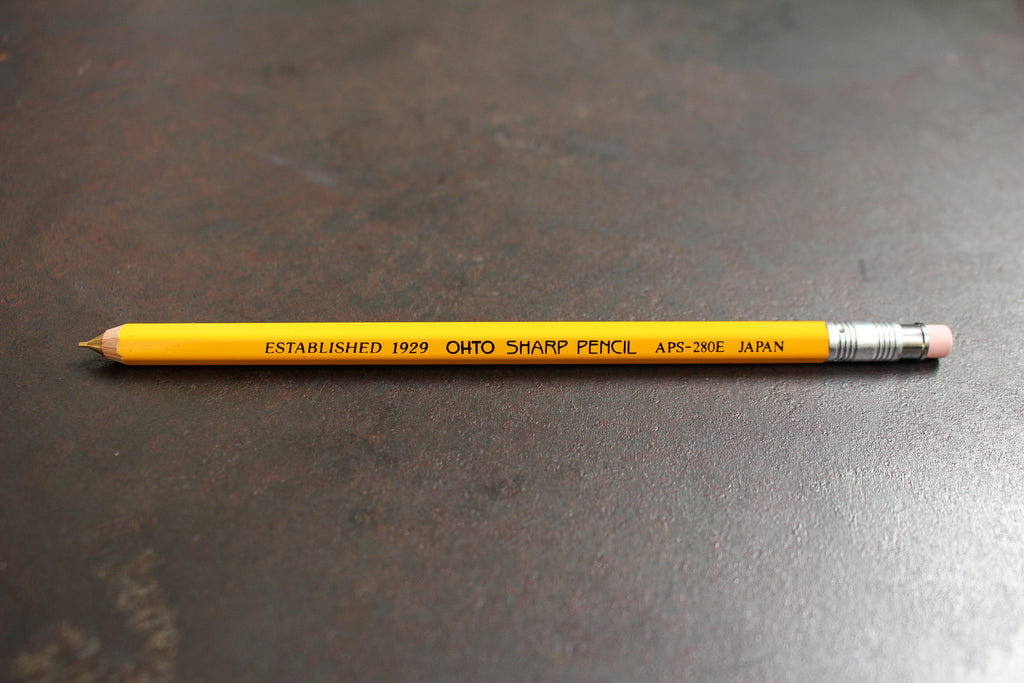 ESTABLISHED 1929 OHTO SHARP PENCIL APS-280E JAPAN